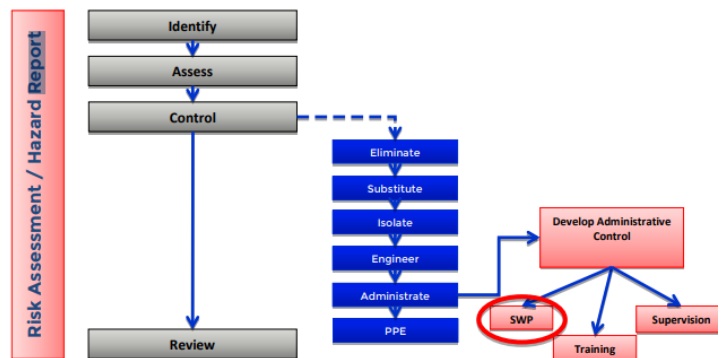 Risk Assessment / Hazard Report
Identify
Assess
Control
Eliminate
Substitute
Isolate
Engineer
Administrate
PPE
Develop Administrative
Control
SWP
Training
Supervision
Review